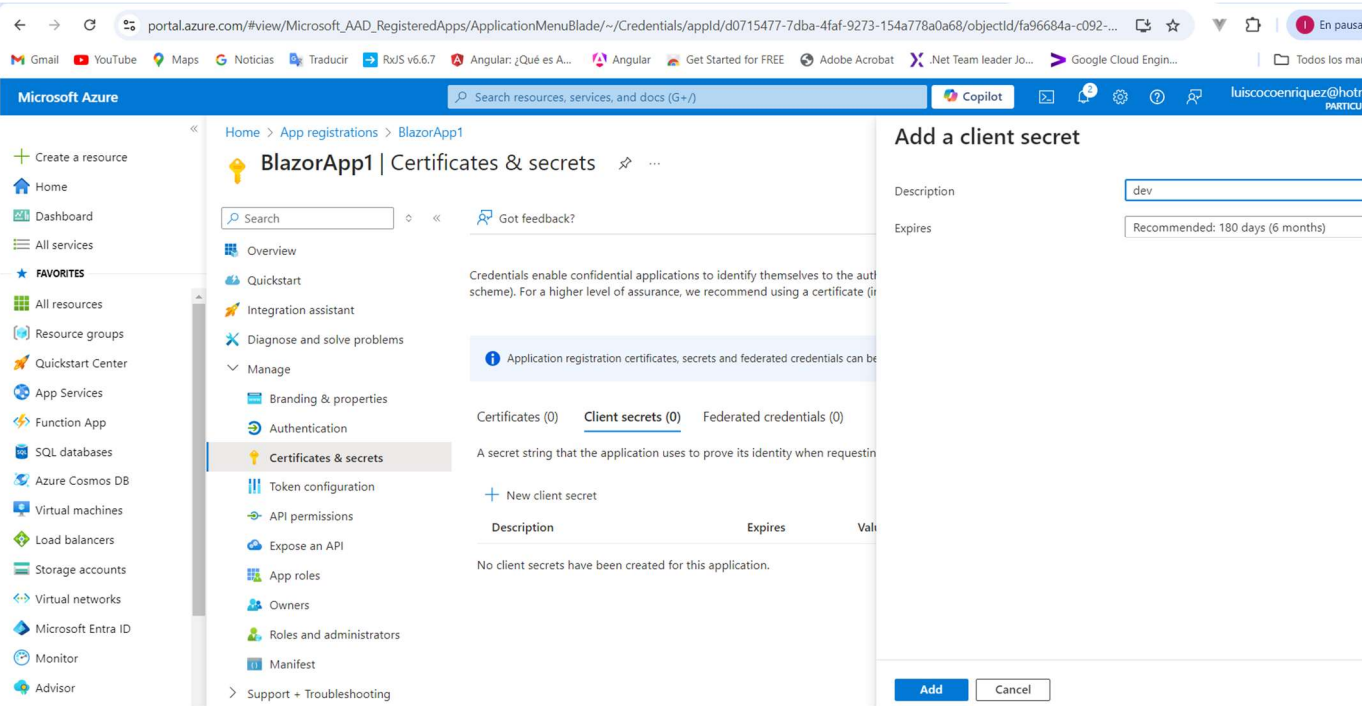 portal.azure.com/#view/Microsoft_AAD_RegisteredApps/ApplicationMenuBlade/~/Credentials/appId/d0715477-7dba-4faf-9273-154a778a0a68/objectId/fa96684a-c092-...
En pausa
Gmail YouTube Maps Noticias Traducir RxJS v6.6.7 Angular: ¿Qué es A... Angular Get Started for FREE Adobe Acrobat .Net Team leader Jo... Google Cloud Engin... Todos los mar
Microsoft Azure
Search resources, services, and docs (G+/)
Copilot
2
luiscocoenriquez@hotm
PARTICU
Create a resource
Home
Dashboard
All services
FAVORITES
All resources
Resource groups
Quickstart Center
App Services
Function App
SQL databases
Azure Cosmos DB
Virtual machines
Load balancers
Storage accounts
Virtual networks
Microsoft Entra ID
Monitor
Advisor
Home > App registrations > BlazorApp1
BlazorApp1 | Certificates & secrets
Search
Overview
Quickstart
Integration assistant
Diagnose and solve problems
Manage
Branding & properties
Authentication
Certificates & secrets
Token configuration
API permissions
Expose an API
App roles
Owners
Roles and administrators
Manifest
Support + Troubleshooting
Got feedback?
Credentials enable confidential applications to identify themselves to the auth
scheme). For a higher level of assurance, we recommend using a certificate (in
Application registration certificates, secrets and federated credentials can be
Certificates (0) Client secrets (0) Federated credentials (0)
A secret string that the application uses to prove its identity when requestin
New client secret
Description Expires Valu
No client secrets have been created for this application.
Add a client secret
Description
dev
Expires
Recommended: 180 days (6 months)
Add
Cancel